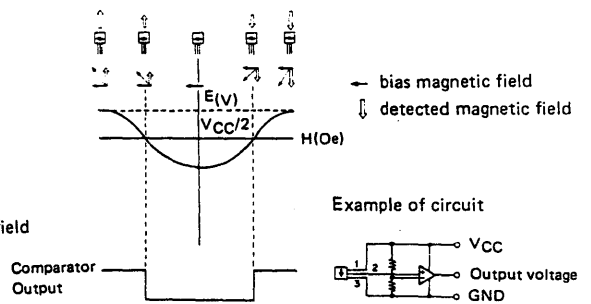 E(V)
VCC/2
H(Oe)
bias magnetic field
detected magnetic field
ield
Comparator
Output
Example of circuit
1
2
3
VCC
Output voltage
GND